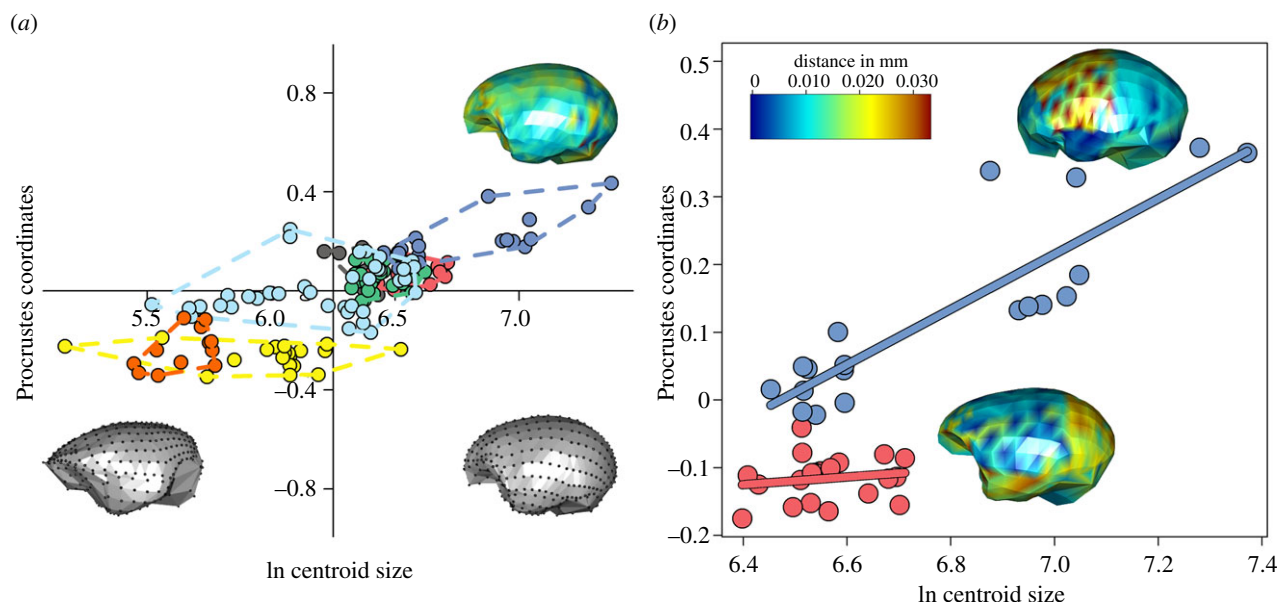 (a)
0.8
0.4
−0.4
−0.8
5.5 6.0 6.5 7.0
Procrustes coordinates
ln centroid size
(b)
distance in mm
0 0.010 0.020 0.030
0.5
0.4
0.3
0.2
0.1
0
−0.1
−0.2
6.4 6.6 6.8 7.0 7.2 7.4
Procrustes coordinates
ln centroid size